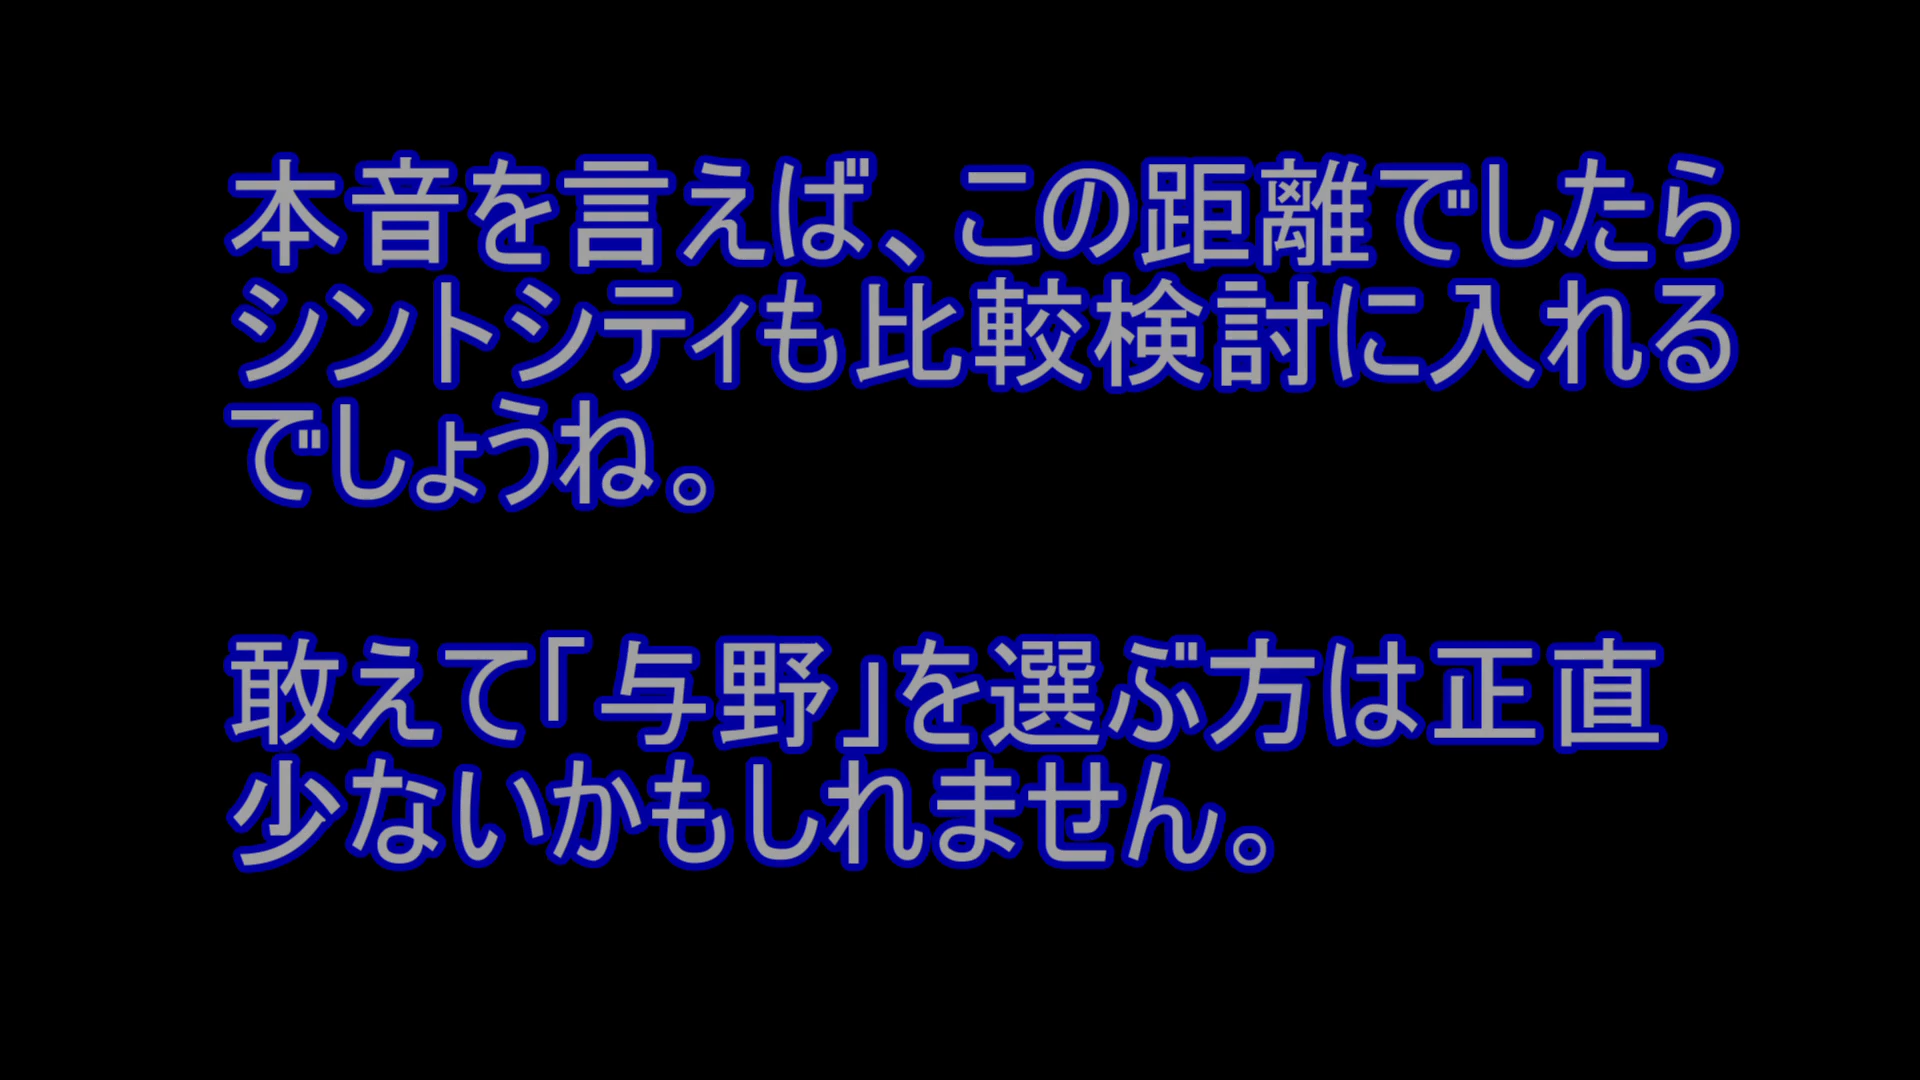 本音を言えば、この距離でしたら
シントシティも比較検討に入れる
でしょうね。
敢えて「与野」を選ぶ方は正直
少ないかもしれません。